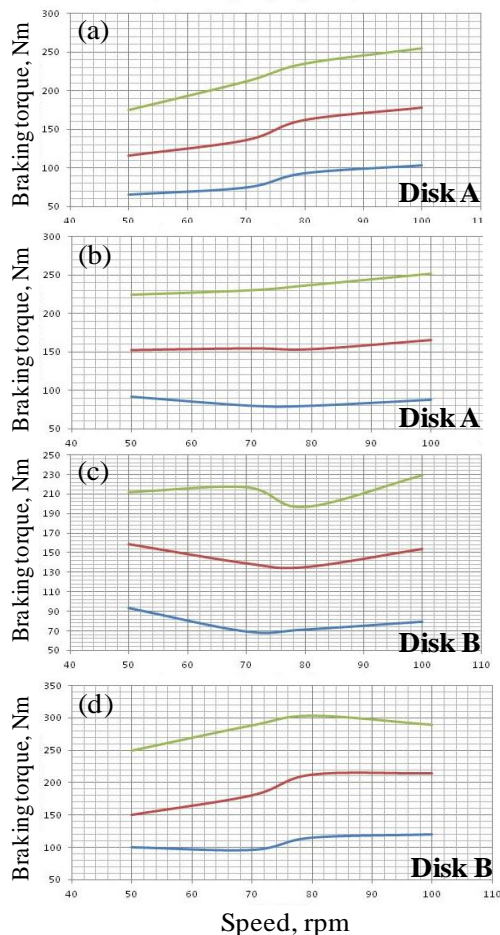 (a)
Braking torque, Nm
300
250
200
150
100
50
40 50 60 70 80 90 100 110
Disk A
(b)
Braking torque, Nm
300
250
200
150
100
50
40 50 60 70 80 90 100
Disk A
(c)
Braking torque, Nm
250
230
210
190
170
150
130
110
90
70
50
40 50 60 70 80 90 100 110
Disk B
(d)
Braking torque, Nm
350
300
250
200
150
100
50
40 50 60 70 80 90 100 110
Disk B
Speed, rpm